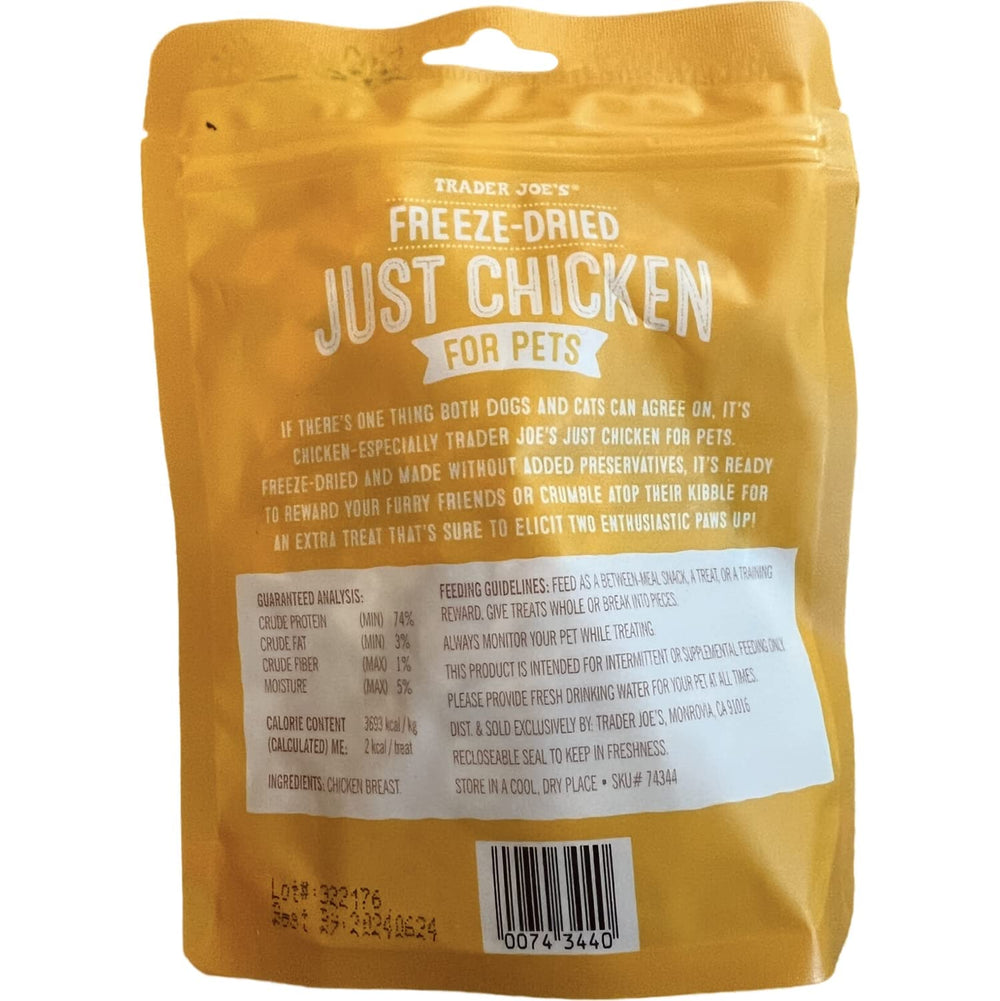 TRADER JOE'S®
FREEZE-DRIED
JUST CHICKEN
FOR PETS
IF THERE'S ONE THING BOTH DOGS AND CATS CAN AGREE ON, IT'S
CHICKEN-ESPECIALLY TRADER JOE'S JUST CHICKEN FOR PETS.
FREEZE-DRIED AND MADE WITHOUT ADDED PRESERVATIVES, IT'S READY
TO REWARD YOUR FURRY FRIENDS OR CRUMBLE ATOP THEIR KIBBLE FOR
AN EXTRA TREAT THAT'S SURE TO ELICIT TWO ENTHUSIASTIC PAWS UP!
GUARANTEED ANALYSIS:
CRUDE PROTEIN (MIN) 74%
CRUDE FAT (MIN) 3%
CRUDE FIBER (MAX) 1%
MOISTURE (MAX) 5%
CALORIE CONTENT 3693 kcal/kg
(CALCULATED) ME: 2 kcal/treat
INGREDIENTS: CHICKEN BREAST.
FEEDING GUIDELINES: FEED AS A BETWEEN-MEAL SNACK, A TREAT, OR A TRAINING
REWARD. GIVE TREATS WHOLE OR BREAK INTO PIECES.
ALWAYS MONITOR YOUR PET WHILE TREATING.
THIS PRODUCT IS INTENDED FOR INTERMITTENT OR SUPPLEMENTAL FEEDING ONLY.
PLEASE PROVIDE FRESH DRINKING WATER FOR YOUR PET AT ALL TIMES.
DIST. & SOLD EXCLUSIVELY BY: TRADER JOE'S, MONROVIA, CA 91016
RECLOSEABLE SEAL TO KEEP IN FRESHNESS.
STORE IN A COOL, DRY PLACE • SKU# 74344
Lot#:322176
Best By:20240624
0074 3440